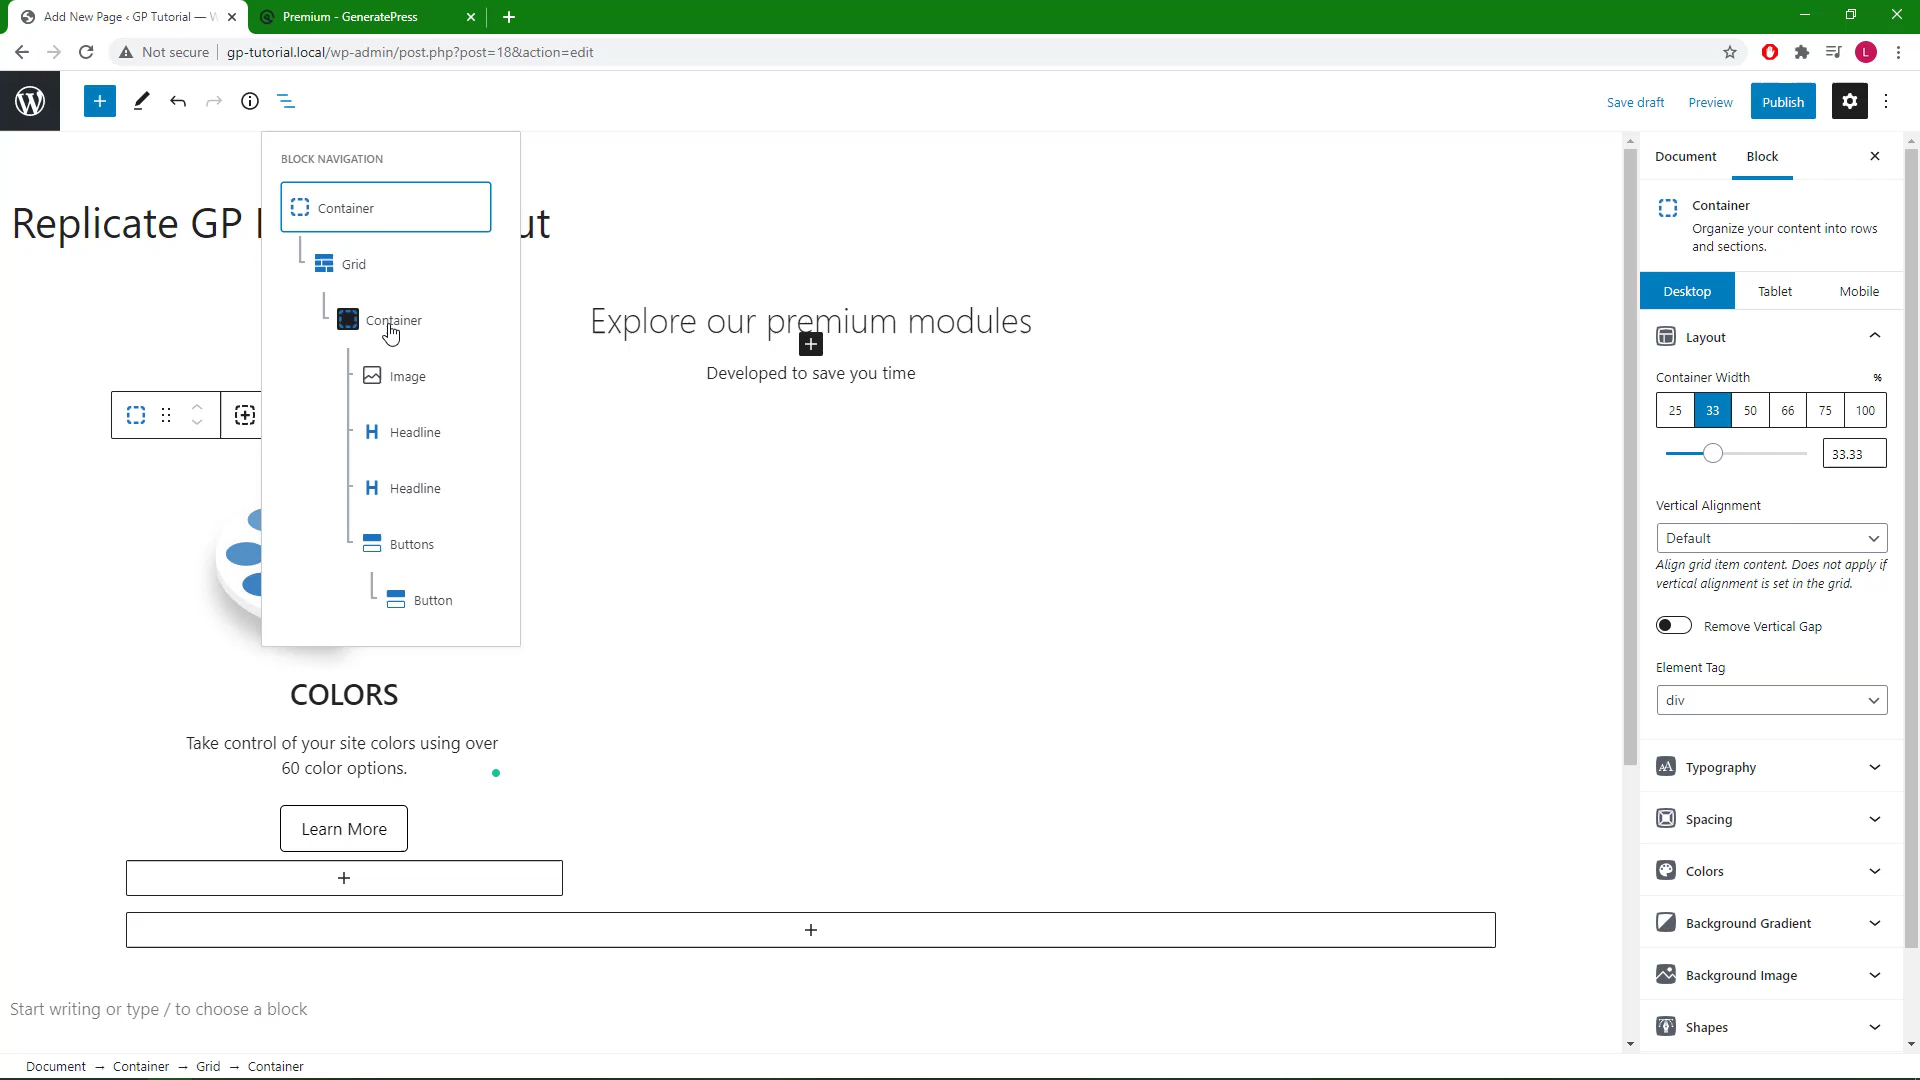 Add New Page ‹ GP Tutorial — W
Premium - GeneratePress
Not secure
gp-tutorial.local/wp-admin/post.php?post=18&action=edit
L
Save draft
Preview
Publish
BLOCK NAVIGATION
Container
Grid
Container
Image
Headline
Headline
Buttons
Button
Replicate GP
ut
Explore our premium modules
Developed to save you time
COLORS
Take control of your site colors using over
60 color options.
Learn More
Start writing or type / to choose a block
Document
Block
Container
Organize your content into rows
and sections.
Desktop
Tablet
Mobile
Layout
Container Width
%
25
33
50
66
75
100
33.33
Vertical Alignment
Default
Align grid item content. Does not apply if
vertical alignment is set in the grid.
Remove Vertical Gap
Element Tag
div
Typography
Spacing
Colors
Background Gradient
Background Image
Shapes
Document → Container → Grid → Container